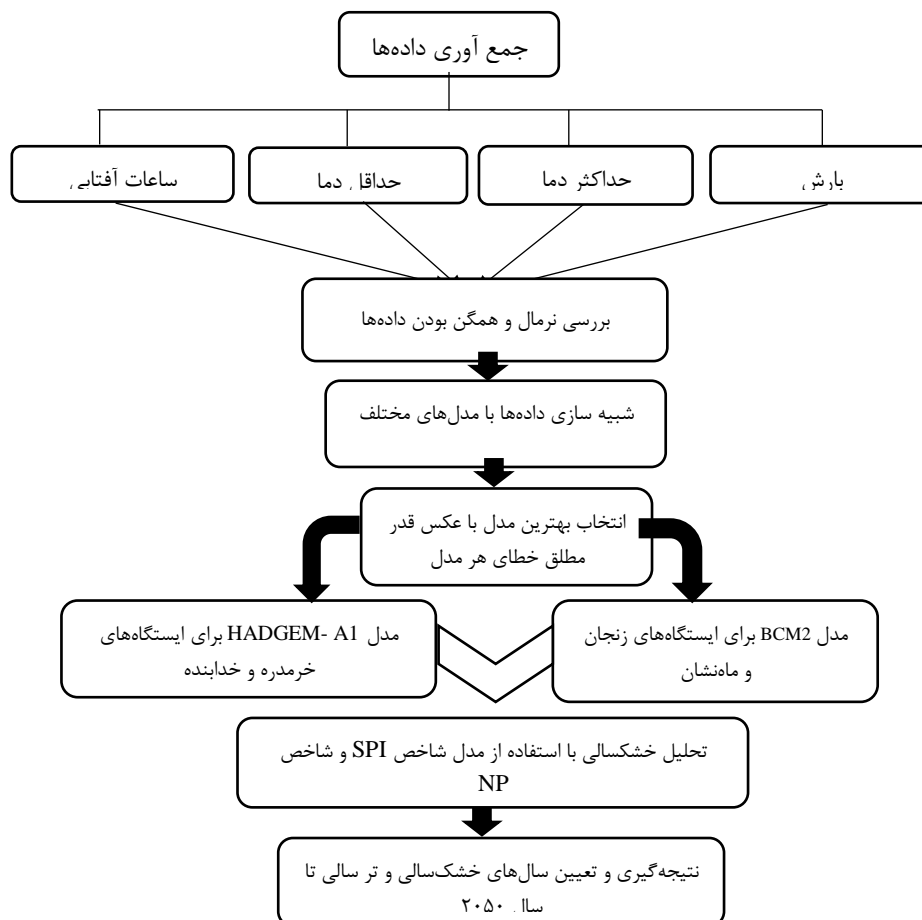 جمع آوری داده‌ها
بارش
حداکثر دما
حداقل دما
ساعات آفتابی
بررسی نرمال و همگن بودن داده‌ها
شبیه سازی داده‌ها با مدل‌های مختلف
انتخاب بهترین مدل با عکس قدر
مطلق خطای هر مدل
مدل BCM2 برای ایستگاه‌های زنجان
و ماه‌نشان
مدل HADGEM- A1 برای ایستگاه‌های
خرمدره و خدابنده
تحلیل خشکسالی با استفاده از مدل شاخص SPI و شاخص
NP
نتیجه‌گیری و تعیین سال‌های خشک‌سالی و تر سالی تا
سال ۲۰۵۰